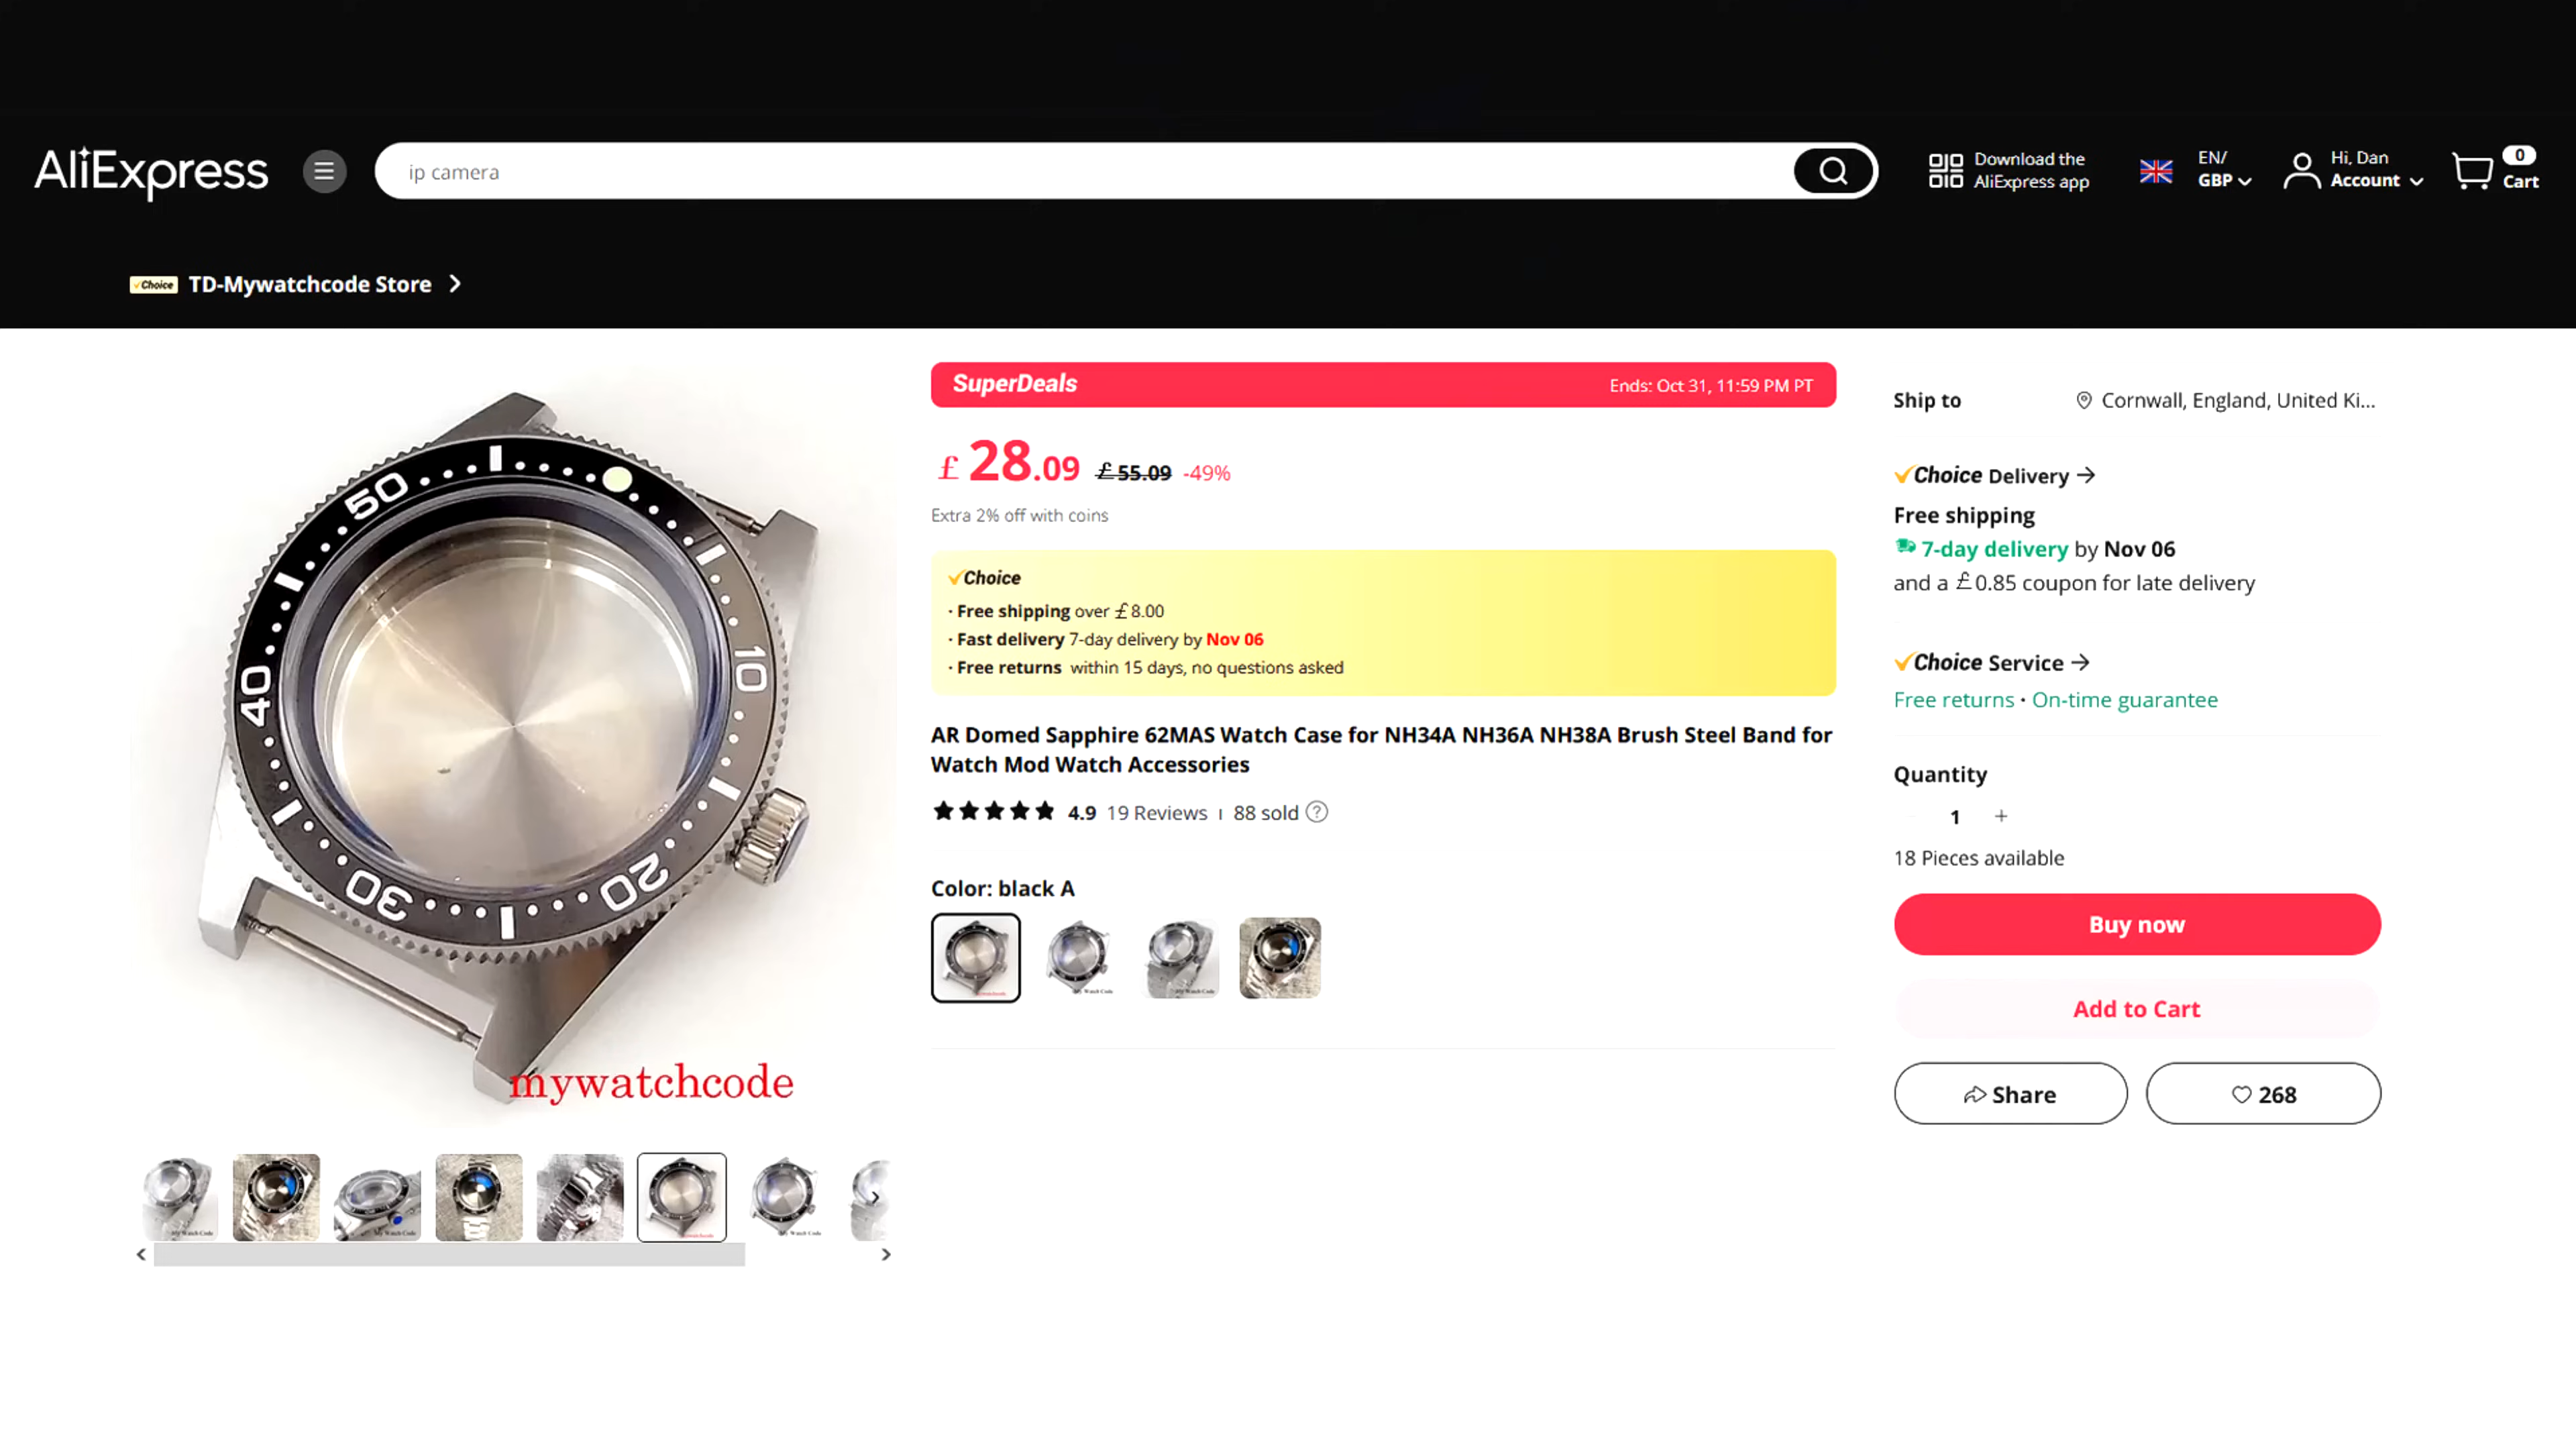 AliExpress
ip camera
Download the
AliExpress app
EN/
GBP
Hi, Dan
Account
0
Cart
Choice TD-Mywatchcode Store
50
10
20
30
40
mywatchcode
SuperDeals
Ends: Oct 31, 11:59 PM PT
£28.09 £55.09 -49%
Extra 2% off with coins
Choice
· Free shipping over £8.00
· Fast delivery 7-day delivery by Nov 06
· Free returns within 15 days, no questions asked
AR Domed Sapphire 62MAS Watch Case for NH34A NH36A NH38A Brush Steel Band for
Watch Mod Watch Accessories
4.9 19 Reviews | 88 sold
Color: black A
Ship to
Cornwall, England, United Ki...
Choice Delivery
Free shipping
7-day delivery by Nov 06
and a £0.85 coupon for late delivery
Choice Service
Free returns · On-time guarantee
Quantity
1 +
18 Pieces available
Buy now
Add to Cart
Share
268